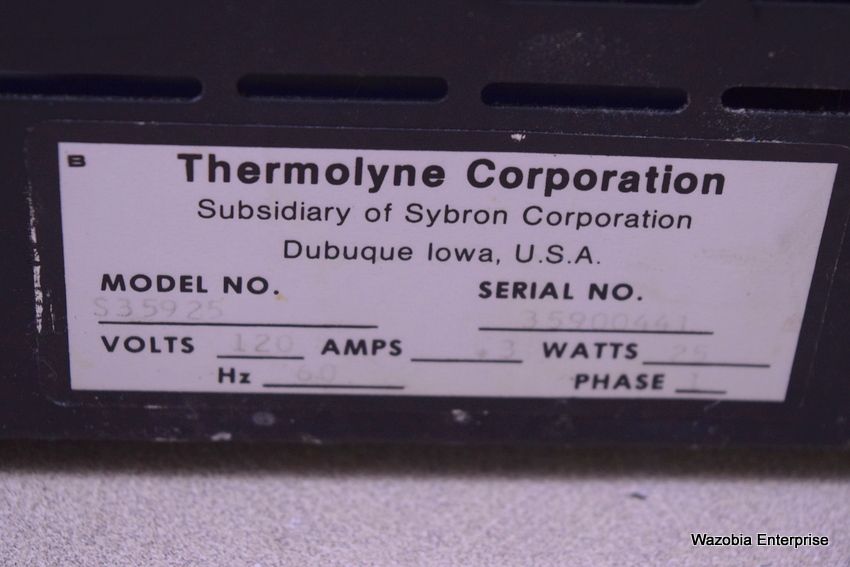 B
Thermolyne Corporation
Subsidiary of Sybron Corporation
Dubuque Iowa, U.S.A.
MODEL NO. SERIAL NO.
S35925 35900441
VOLTS 120 AMPS .3 WATTS 25
Hz 60 PHASE 1
Wazobia Enterprise